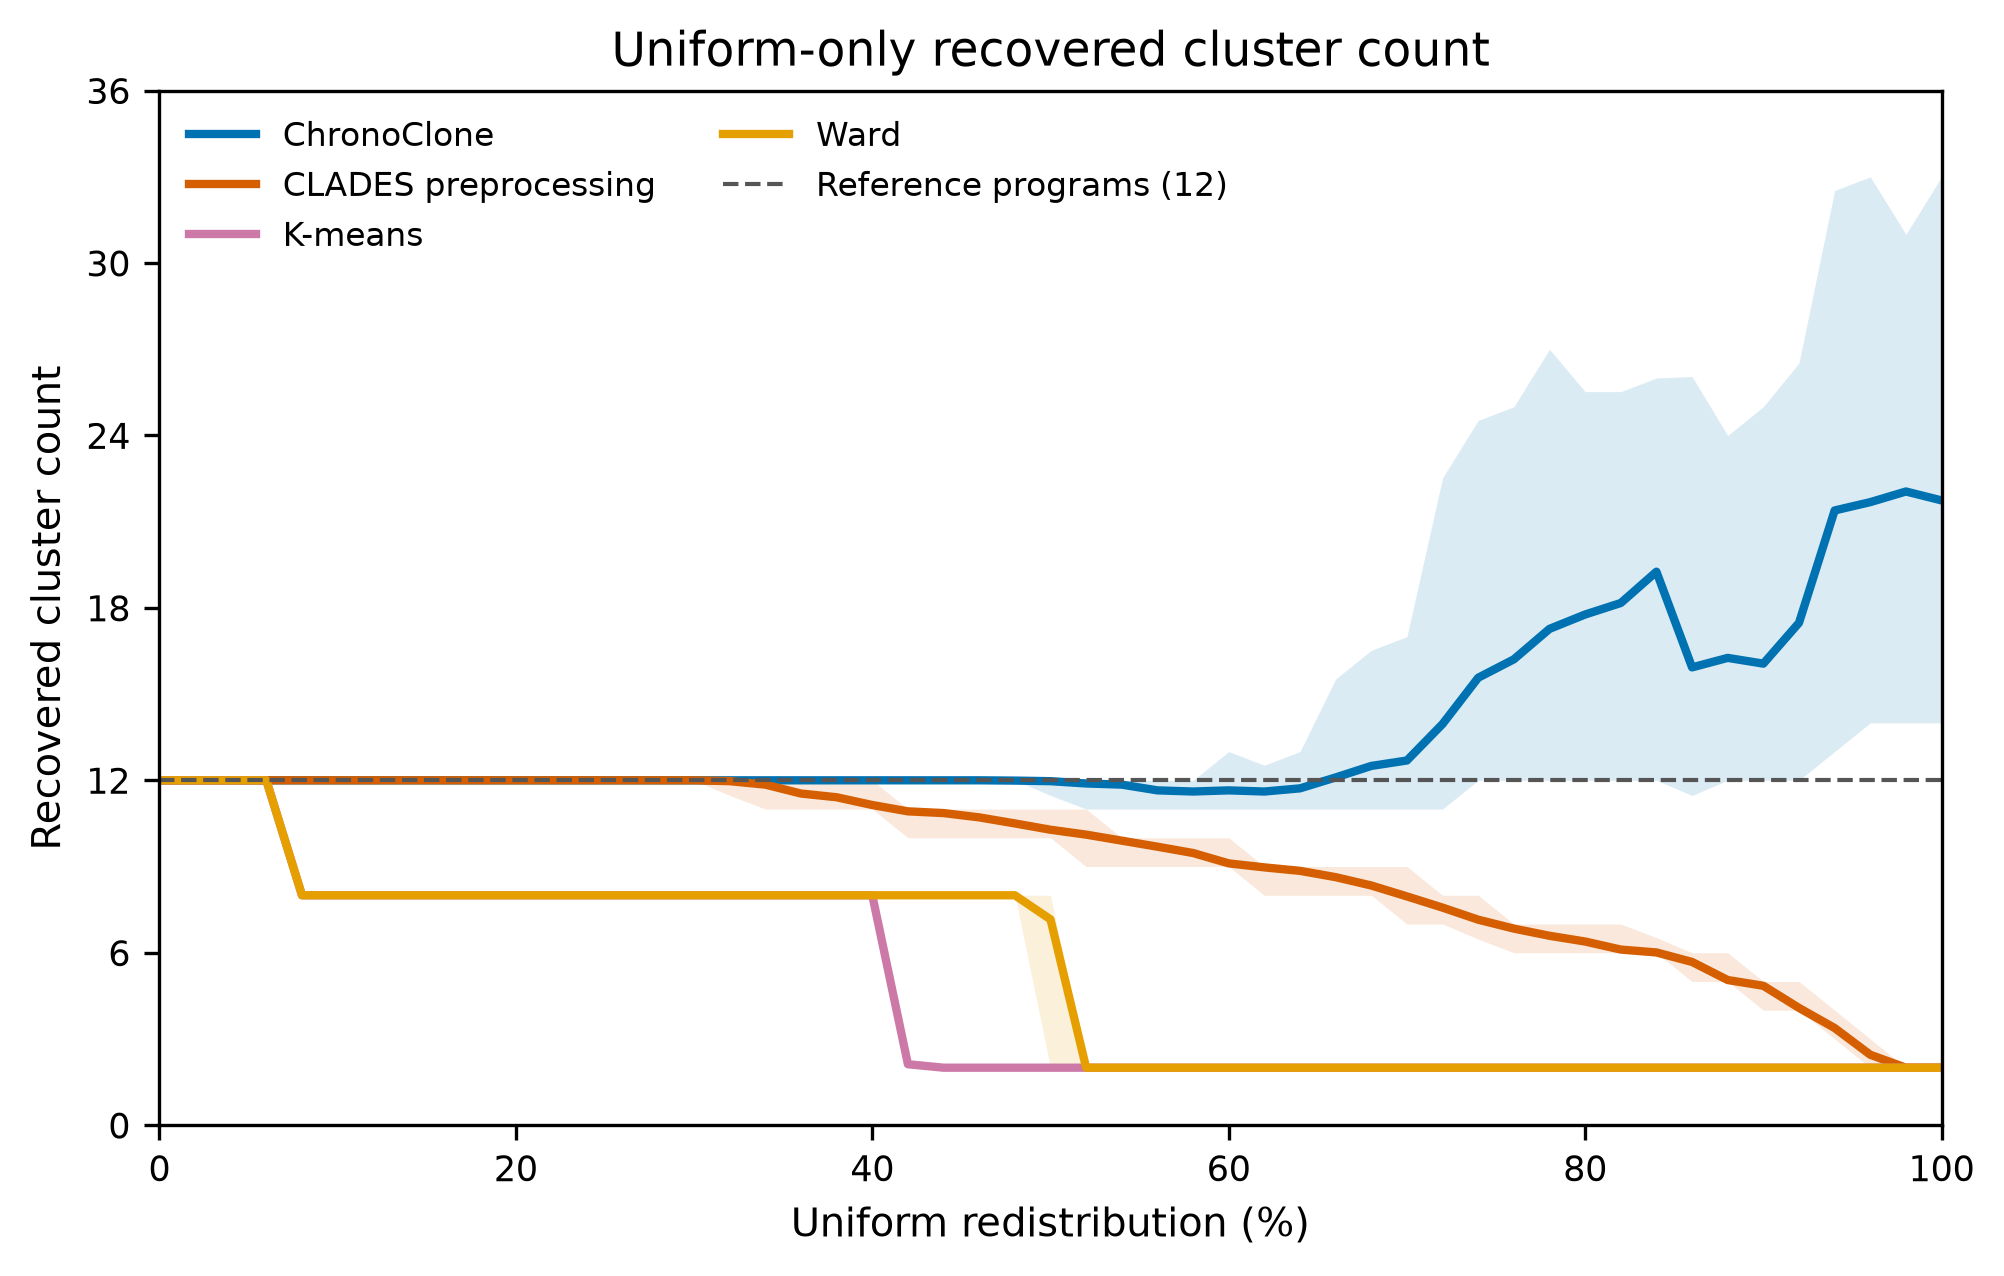 Uniform-only recovered cluster count
ChronoClone
CLADES preprocessing
K-means
Ward
Reference programs (12)
Recovered cluster count
36
30
24
18
12
6
0
0 20 40 60 80 100
Uniform redistribution (%)